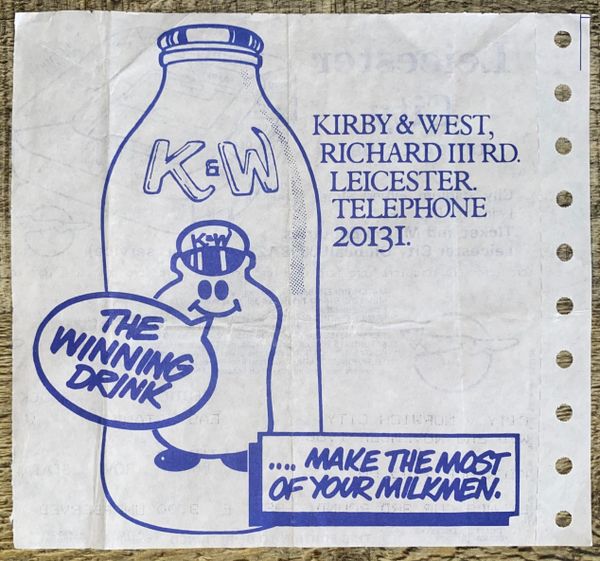 K&W
KIRBY & WEST,
RICHARD III RD.
LEICESTER.
TELEPHONE
20131.
K&W
THE
WINNING
DRINK
.... MAKE THE MOST
OF YOUR MILKMEN.